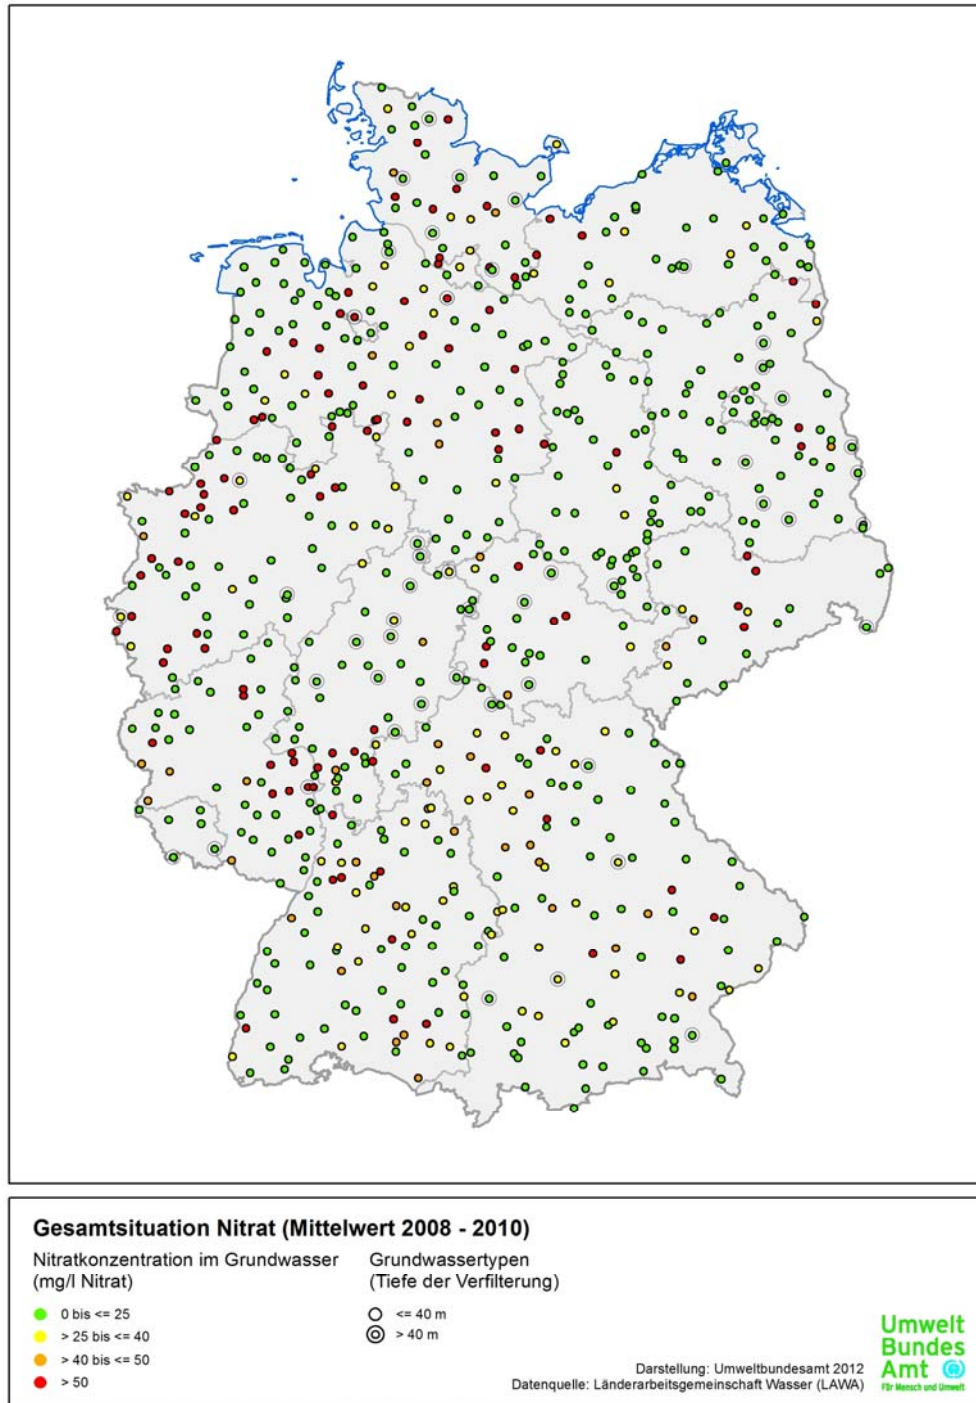 Gesamtsituation Nitrat (Mittelwert 2008 - 2010)
Nitratkonzentration im Grundwasser
(mg/l Nitrat)
0 bis <= 25
> 25 bis <= 40
> 40 bis <= 50
> 50
Grundwassertypen
(Tiefe der Verfilterung)
<= 40 m
> 40 m
Darstellung: Umweltbundesamt 2012
Datenquelle: Länderarbeitsgemeinschaft Wasser (LAWA)
Umwelt
Bundes
Amt
Für Mensch und Umwelt